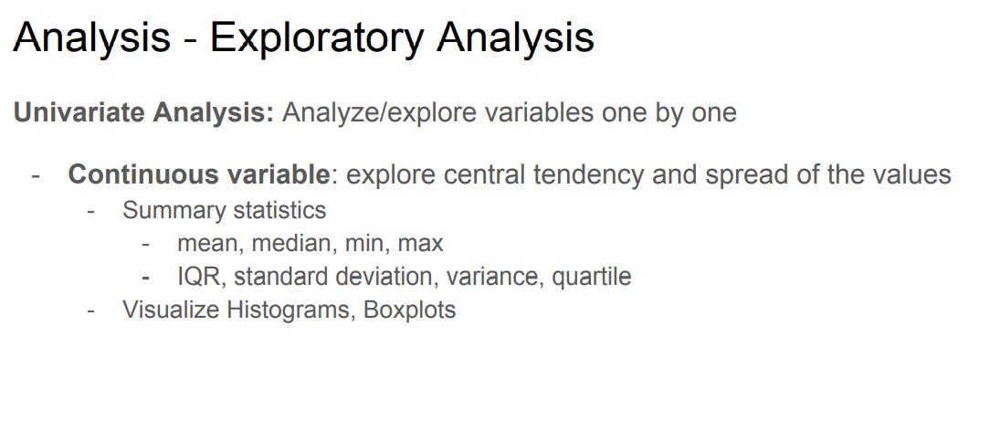 Analysis - Exploratory Analysis
Univariate Analysis: Analyze/explore variables one by one
- Continuous variable: explore central tendency and spread of the values
- Summary statistics
- mean, median, min, max
- IQR, standard deviation, variance, quartile
- Visualize Histograms, Boxplots